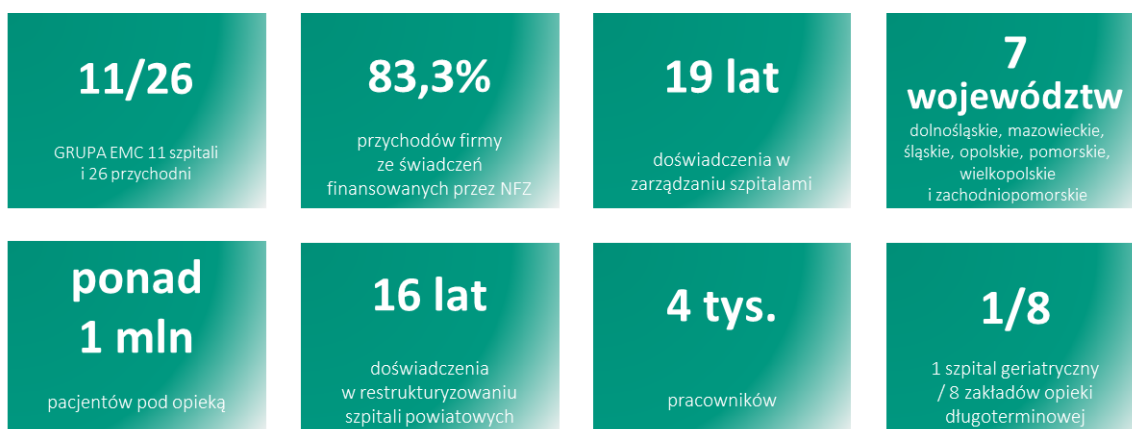 11/26
GRUPA EMC 11 szpitali
i 26 przychodni
83,3%
przychodów firmy
ze świadczeń
finansowanych przez NFZ
19 lat
doświadczenia w
zarządzaniu szpitalami
7
województw
dolnośląskie, mazowieckie,
śląskie, opolskie, pomorskie,
wielkopolskie
i zachodniopomorskie
ponad
1 mln
pacjentów pod opieką
16 lat
doświadczenia
w restrukturyzowaniu
szpitali powiatowych
4 tys.
pracowników
1/8
1 szpital geriatryczny
/ 8 zakładów opieki
długoterminowej